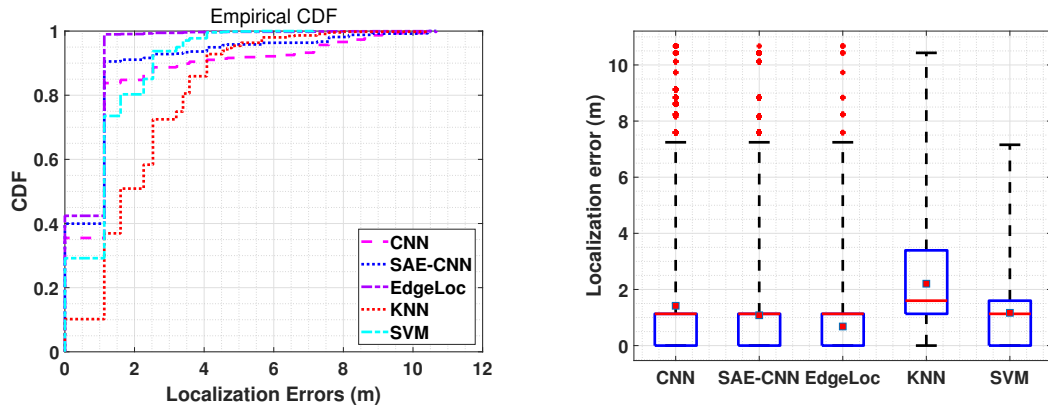 Empirical CDF
1
0.8
0.6
0.4
0.2
0
CDF
0 2 4 6 8 10 12
Localization Errors (m)
CNN
SAE-CNN
EdgeLoc
KNN
SVM
10
8
6
4
2
0
Localization error (m)
CNN SAE-CNN EdgeLoc KNN SVM